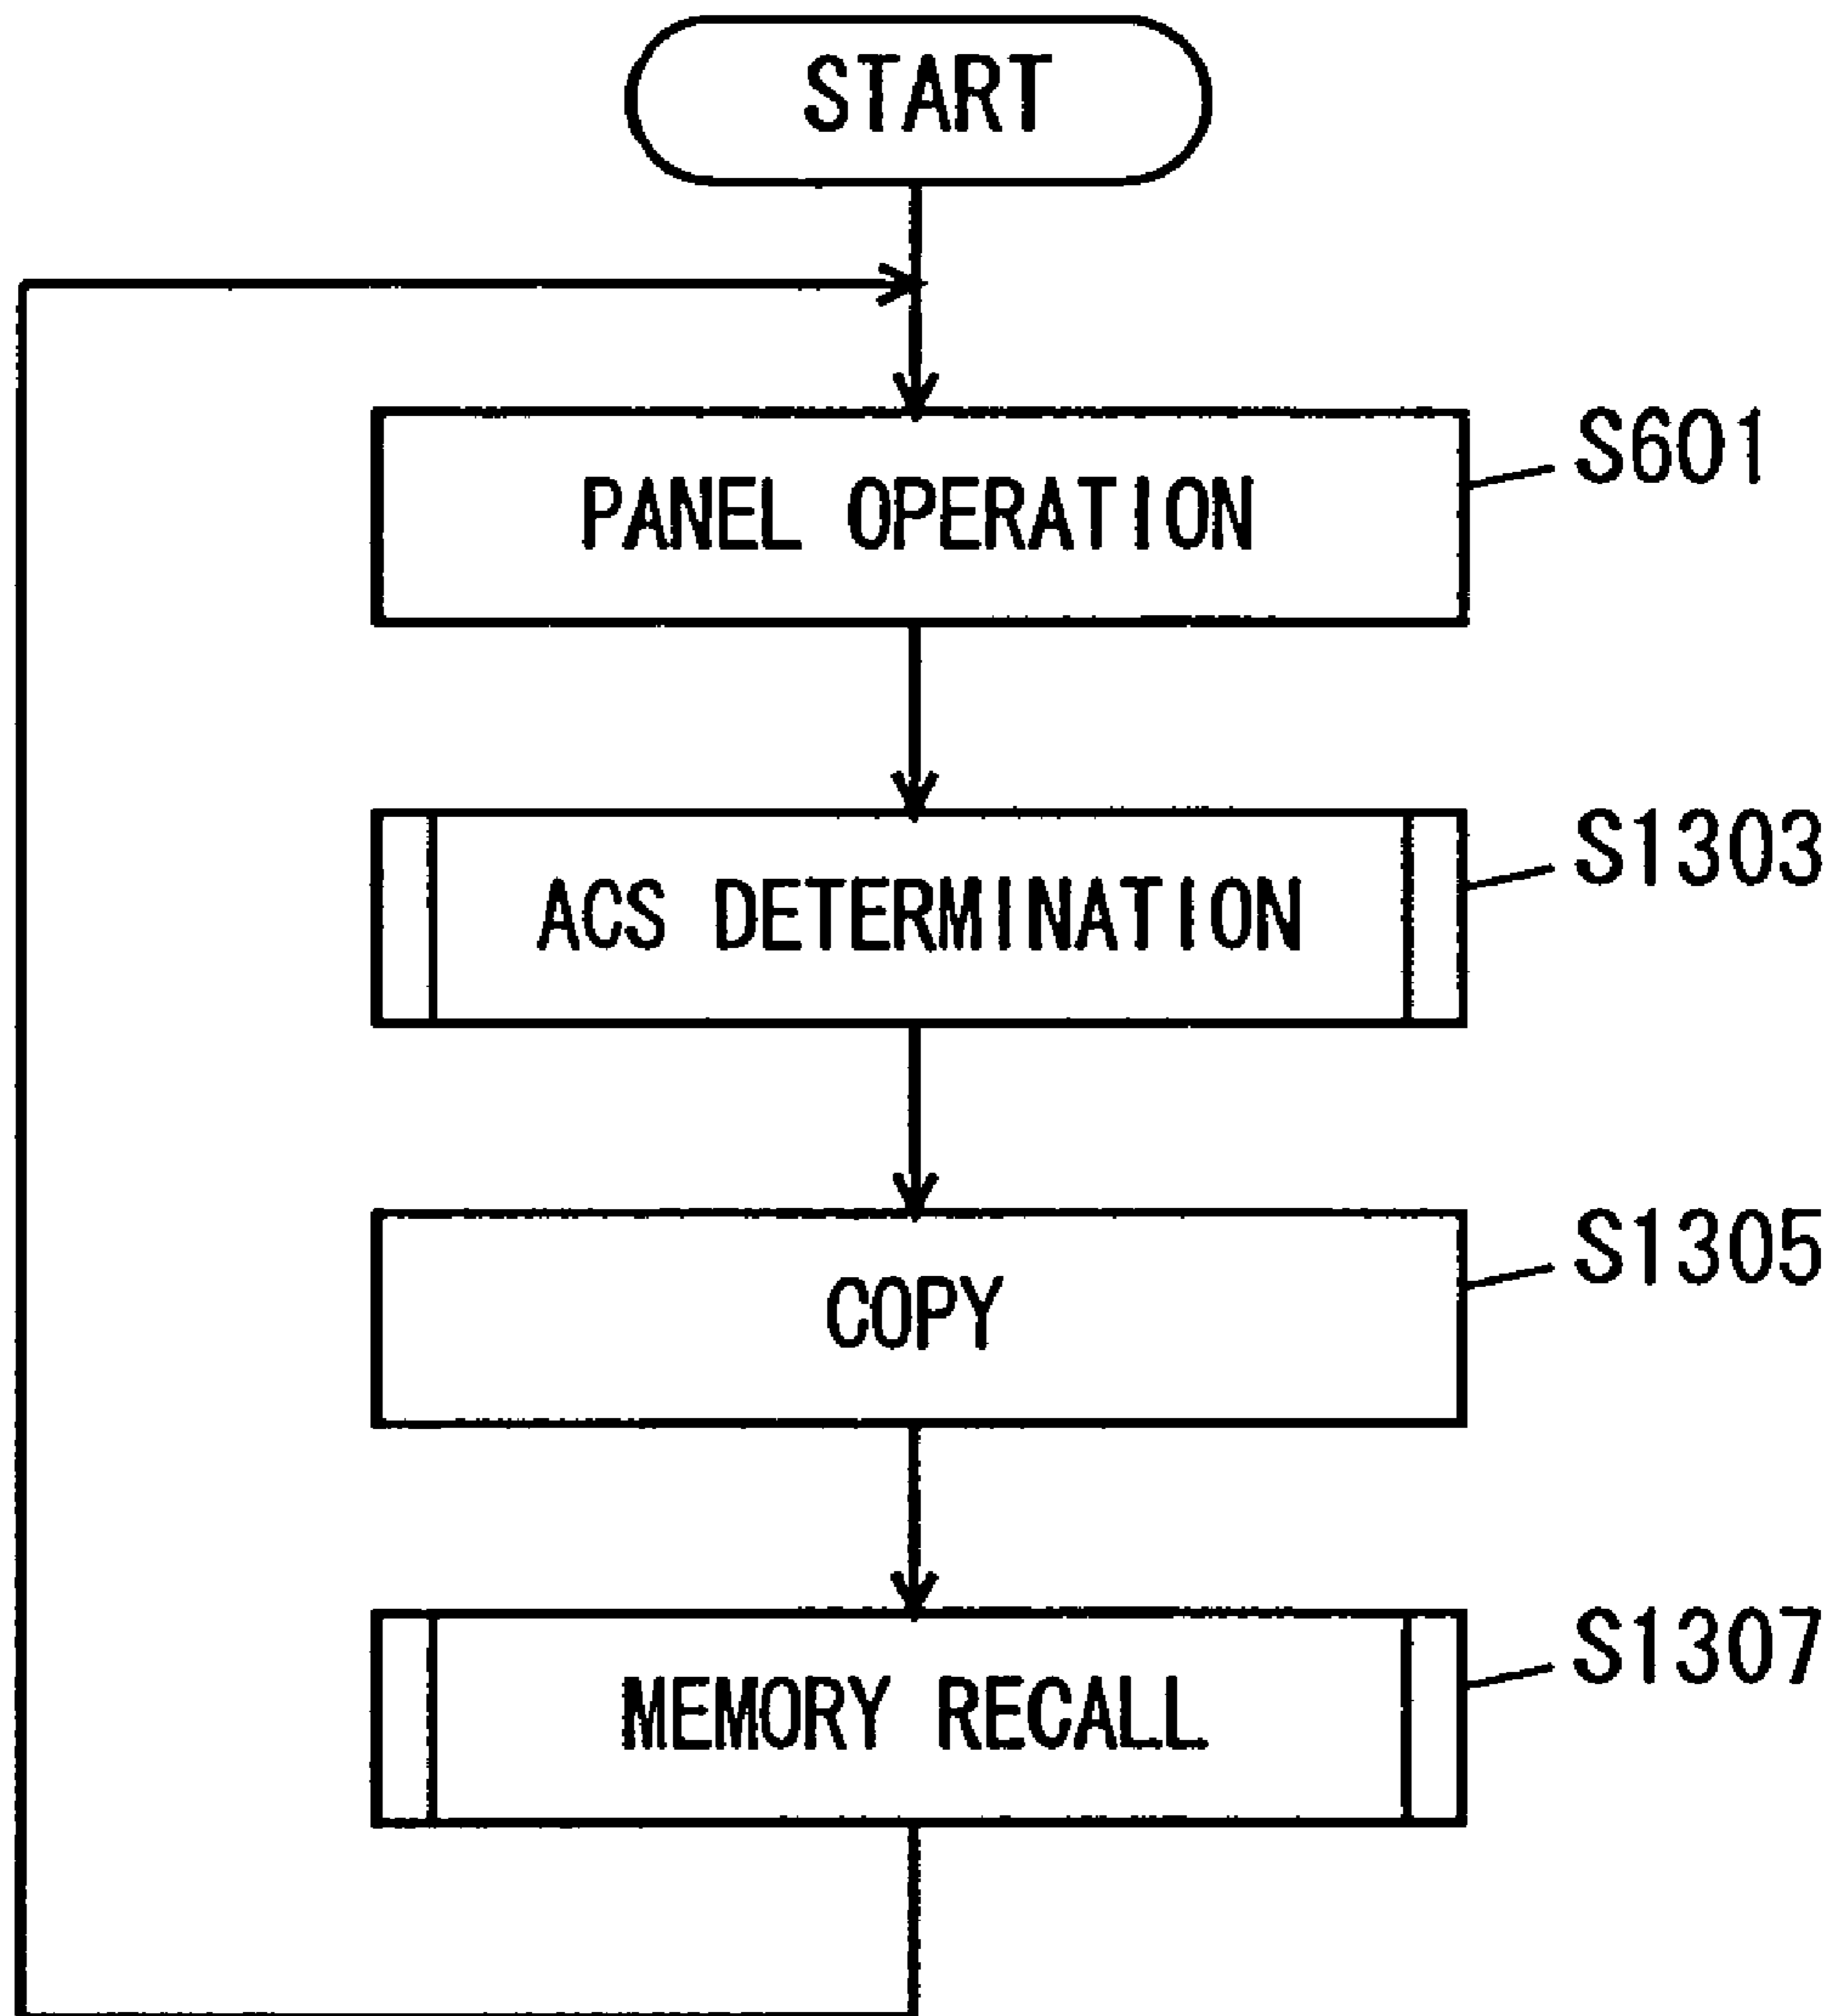 START
PANEL OPERATION
S601
ACS DETERMINATION
S1303
COPY
S1305
MEMORY RECALL
S1307